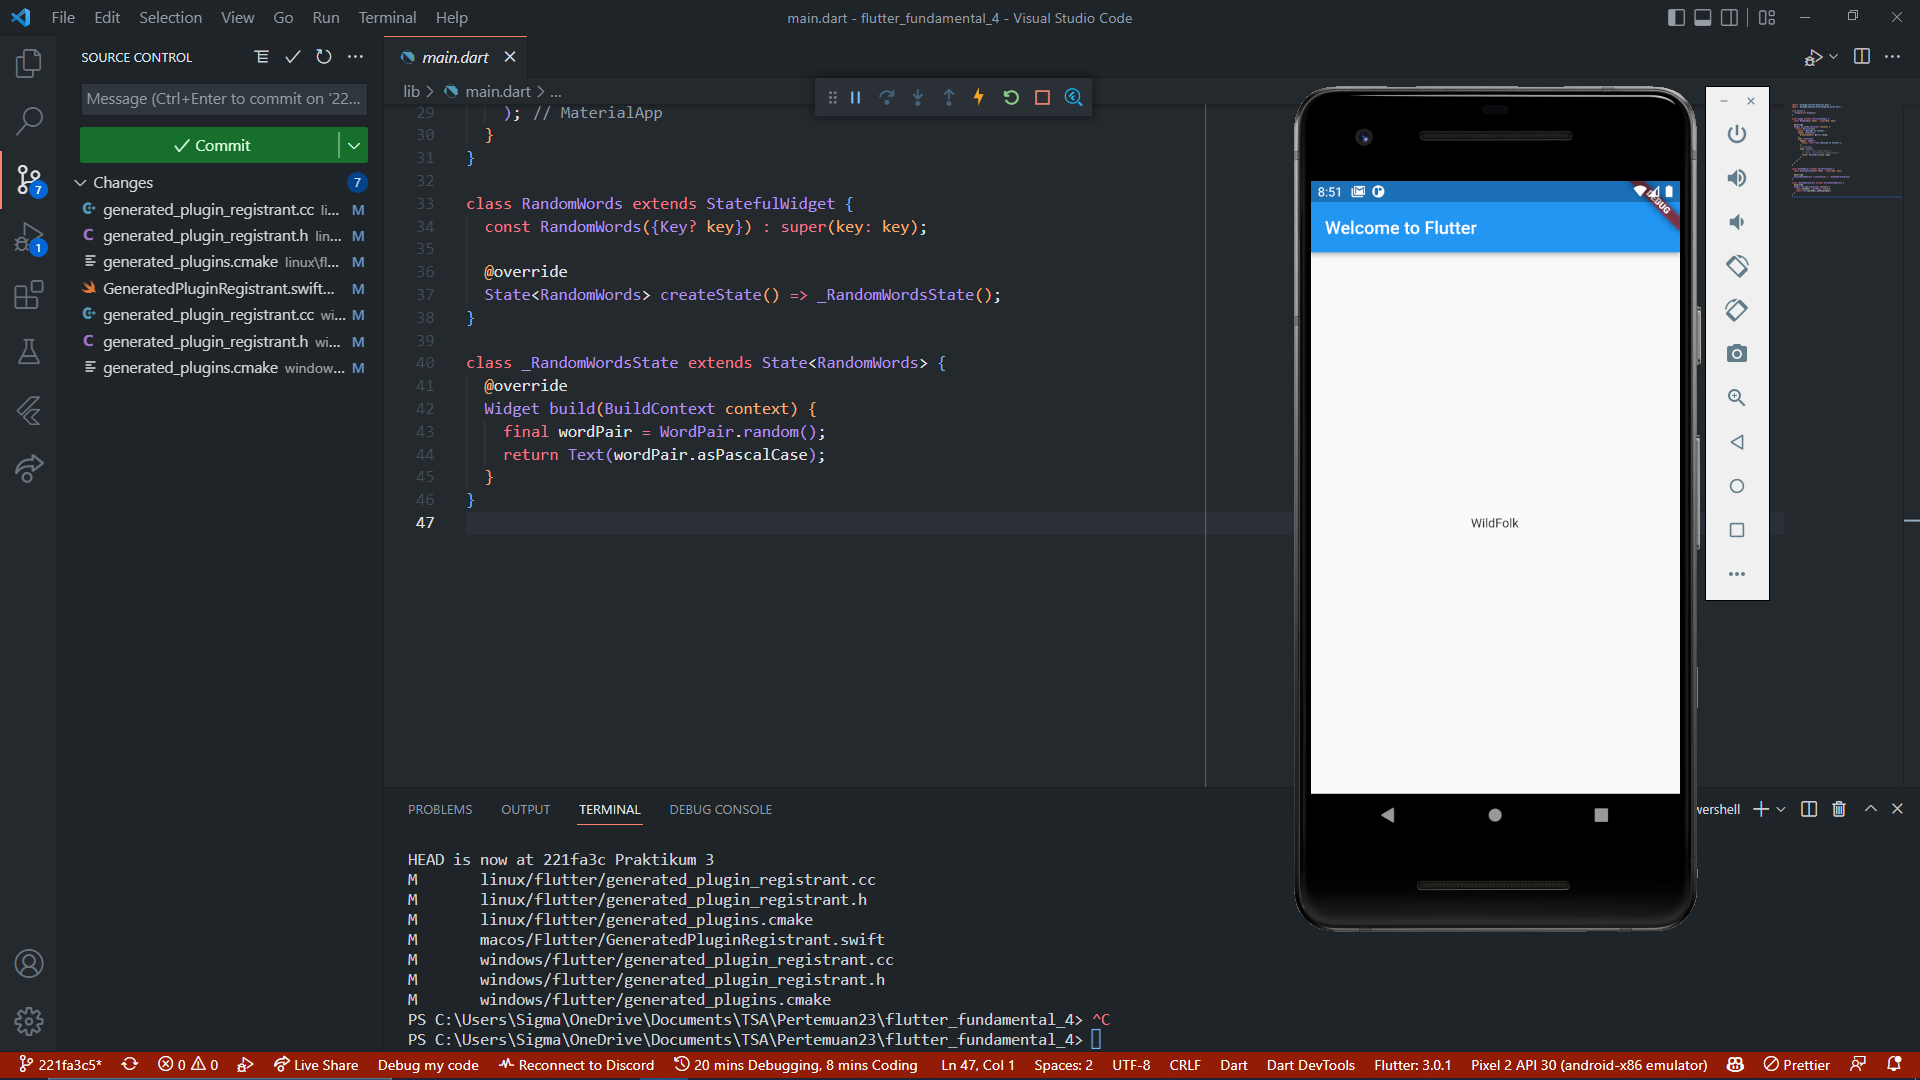 File Edit Selection View Go Run Terminal Help
main.dart - flutter_fundamental_4 - Visual Studio Code
SOURCE CONTROL
Message (Ctrl+Enter to commit on '22...
Commit
Changes 7
generated_plugin_registrant.cc li... M
generated_plugin_registrant.h lin... M
generated_plugins.cmake linux\fl... M
GeneratedPluginRegistrant.swift... M
generated_plugin_registrant.cc wi... M
generated_plugin_registrant.h wi... M
generated_plugins.cmake window... M
7
1
main.dart
lib > main.dart > ...
29 ); // MaterialApp
30 }
31 }
32
33 class RandomWords extends StatefulWidget {
34 const RandomWords({Key? key}) : super(key: key);
35
36 @override
37 State<RandomWords> createState() => _RandomWordsState();
38 }
39
40 class _RandomWordsState extends State<RandomWords> {
41 @override
42 Widget build(BuildContext context) {
43 final wordPair = WordPair.random();
44 return Text(wordPair.asPascalCase);
45 }
46 }
47
8:51
DEBUG
Welcome to Flutter
WildFolk
PROBLEMS OUTPUT TERMINAL DEBUG CONSOLE
wershell
HEAD is now at 221fa3c Praktikum 3
M linux/flutter/generated_plugin_registrant.cc
M linux/flutter/generated_plugin_registrant.h
M linux/flutter/generated_plugins.cmake
M macos/Flutter/GeneratedPluginRegistrant.swift
M windows/flutter/generated_plugin_registrant.cc
M windows/flutter/generated_plugin_registrant.h
M windows/flutter/generated_plugins.cmake
PS C:\Users\Sigma\OneDrive\Documents\TSA\Pertemuan23\flutter_fundamental_4> ^C
PS C:\Users\Sigma\OneDrive\Documents\TSA\Pertemuan23\flutter_fundamental_4>
221fa3c5* 0 0 Live Share Debug my code Reconnect to Discord 20 mins Debugging, 8 mins Coding Ln 47, Col 1 Spaces: 2 UTF-8 CRLF Dart Dart DevTools Flutter: 3.0.1 Pixel 2 API 30 (android-x86 emulator) Prettier